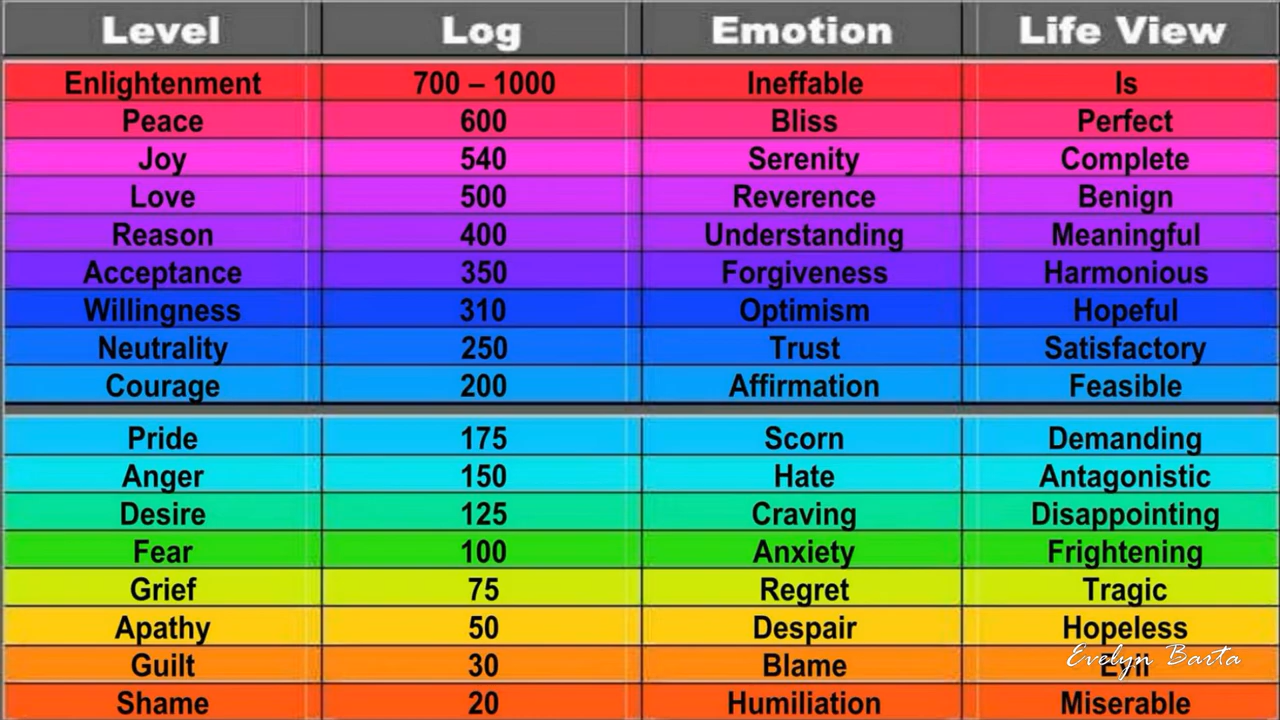 Level Log Emotion Life View
Enlightenment 700 – 1000 Ineffable Is
Peace 600 Bliss Perfect
Joy 540 Serenity Complete
Love 500 Reverence Benign
Reason 400 Understanding Meaningful
Acceptance 350 Forgiveness Harmonious
Willingness 310 Optimism Hopeful
Neutrality 250 Trust Satisfactory
Courage 200 Affirmation Feasible
Pride 175 Scorn Demanding
Anger 150 Hate Antagonistic
Desire 125 Craving Disappointing
Fear 100 Anxiety Frightening
Grief 75 Regret Tragic
Apathy 50 Despair Hopeless
Guilt 30 Blame Evil
Evelyn Barta
Shame 20 Humiliation Miserable